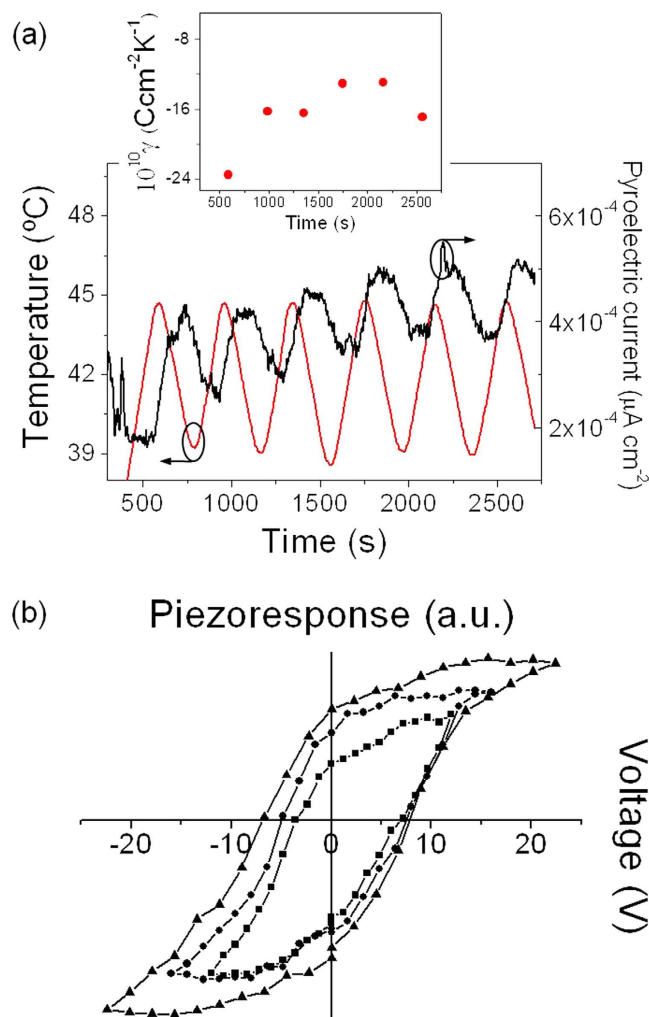 (a)
10¹⁰ γ (Ccm⁻²K⁻¹)
-8
-16
-24
500 1000 1500 2000 2500
Time (s)
Temperature (ºC)
48
45
42
39
Pyroelectric current (μA cm⁻²)
6x10⁻⁴
4x10⁻⁴
2x10⁻⁴
500 1000 1500 2000 2500
Time (s)
(b)
Piezoresponse (a.u.)
Voltage (V)
-20 -10 0 10 20